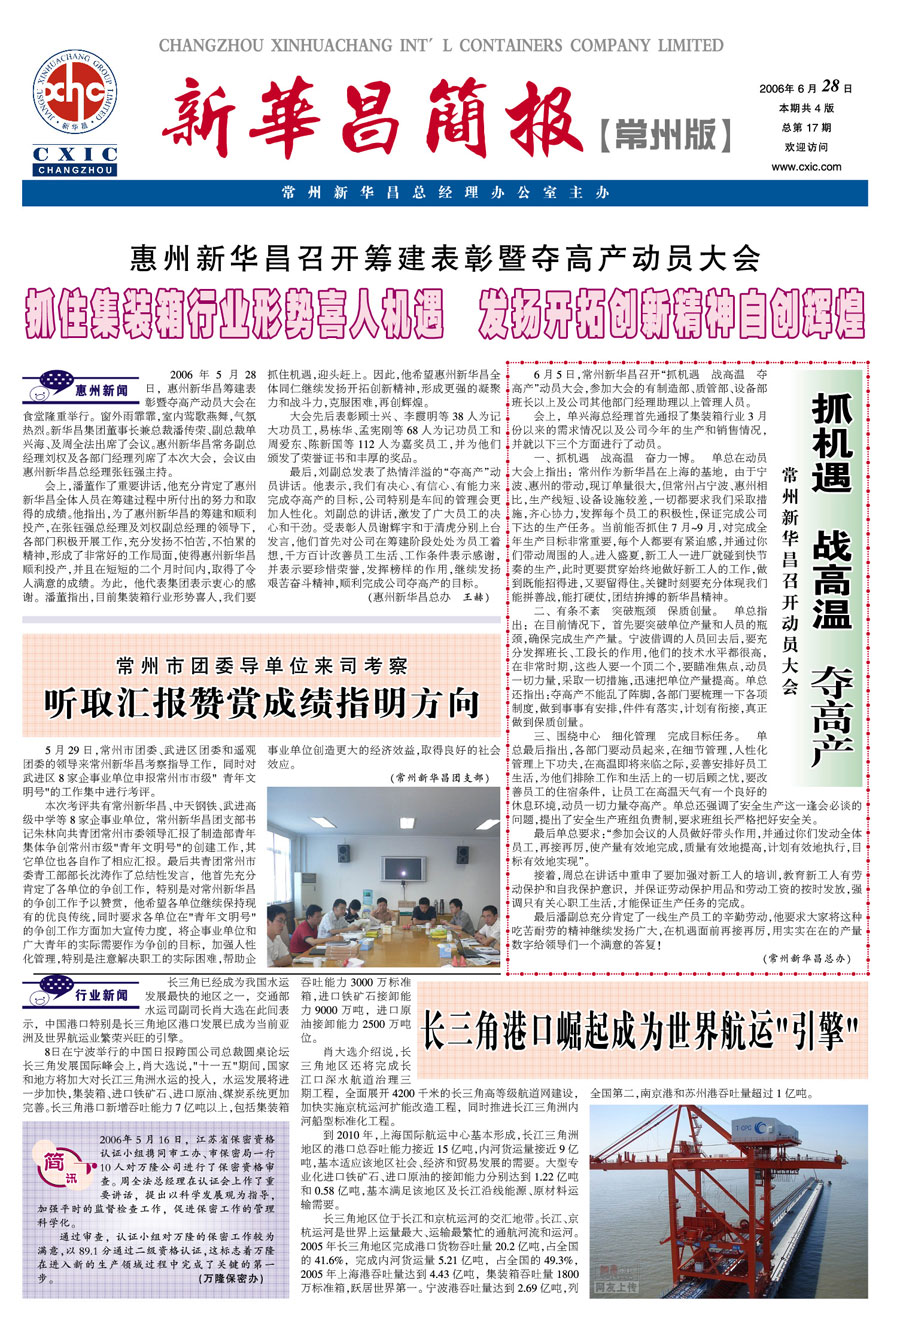 CHANGZHOU XINHUACHANG INT' L CONTAINERS COMPANY LIMITED
JIANGSU XINHUACHANG GROUP LIMITED
xhc
·新华昌·
CXIC
CHANGZHOU
新華昌簡报【常州版】
2006年 6 月 28 日
本期共 4 版
总第 17 期
欢迎访问
www.cxic.com
常州新华昌总经理办公室主办
惠州新华昌召开筹建表彰暨夺高产动员大会
抓住集装箱行业形势喜人机遇 发扬开拓创新精神自创辉煌
惠州新闻
2006 年 5 月 28
日，惠州新华昌筹建表
彰暨夺高产动员大会在
食堂隆重举行。窗外雨霏霏,室内莺歌燕舞,气氛
热烈。新华昌集团董事长兼总裁潘传荣、副总裁单
兴海、及周全法出席了会议。惠州新华昌常务副总
经理刘权及各部门经理列席了本次大会，会议由
惠州新华昌总经理张钰强主持。
会上,潘董作了重要讲话,他充分肯定了惠州
新华昌全体人员在筹建过程中所付出的努力和取
得的成绩。他指出,为了惠州新华昌的筹建和顺利
投产,在张钰强总经理及刘权副总经理的领导下,
各部门积极开展工作,充分发扬不怕苦,不怕累的
精神,形成了非常好的工作局面,使得惠州新华昌
顺利投产,并且在短短的二个月时间内,取得了令
人满意的成绩。为此，他代表集团表示衷心的感
谢。潘董指出,目前集装箱行业形势喜人,我们要
抓住机遇,迎头赶上。因此,他希望惠州新华昌全
体同仁继续发扬开拓创新精神,形成更强的凝聚
力和战斗力,克服困难,再创辉煌。
大会先后表彰顾士兴、李霞明等 38 人为记
大功员工,易栋华、孟宪刚等 68 人为记功员工和
周爱东、陈新国等 112 人为嘉奖员工,并为他们
颁发了荣誉证书和丰厚的奖品。
最后,刘副总发表了热情洋溢的“夺高产”动
员讲话。他表示,我们有决心、有信心、有能力来
完成夺高产的目标,公司特别是车间的管理会更
加人性化。刘副总的讲话,激发了广大员工的决
心和干劲。受表彰人员谢辉宇和于清虎分别上台
发言,他们首先对公司在筹建阶段处处为员工着
想,千方百计改善员工生活、工作条件表示感谢,
并表示要珍惜荣誉,发挥榜样的作用,继续发扬
艰苦奋斗精神,顺利完成公司夺高产的目标。
(惠州新华昌总办 王赫)
抓机遇 战高温 夺高产
常州新华昌召开动员大会
6 月 5 日,常州新华昌召开“抓机遇 战高温 夺
高产”动员大会,参加大会的有制造部、质管部、设备部
班长以上及公司其他部门经理助理以上管理人员。
会上，单兴海总经理首先通报了集装箱行业 3 月
份以来的需求情况以及公司今年的生产和销售情况,
并就以下三个方面进行了动员。
一、抓机遇 战高温 奋力一博。 单总在动员
大会上指出：常州作为新华昌在上海的基地，由于宁
波、惠州的带动,现订单量很大,但常州占宁波、惠州相
比,生产线短、设备设施较差,一切都要求我们采取措
施,齐心协力,发挥每个员工的积极性,保证完成公司
下达的生产任务。当前能否抓住 7 月~9 月,对完成全
年生产目标非常重要,每个人都要有紧迫感,并通过你
们带动周围的人。进入盛夏,新工人一进厂就碰到快节
奏的生产,此时更要贯穿始终地做好新工人的工作,做
到既能招得进,又要留得住。关键时刻要充分体现我们
能拼善战,能打硬仗,团结拚搏的新华昌精神。
二、有条不紊 突破瓶颈 保质创量。 单总指
出：在目前情况下，首先要突破单位产量和人员的瓶
颈,确保完成生产产量。宁波借调的人员回去后,要充
分发挥班长、工段长的作用,他们的技术水平都很高,
在非常时期,这些人要一个顶二个,要瞄准焦点,动员
一切力量,采取一切措施,迅速把单位产量提高。单总
还指出:夺高产不能乱了阵脚,各部门要梳理一下各项
制度,做到事事有安排,件件有落实,计划有衔接,真正
做到保质创量。
三、围绕中心 细化管理 完成目标任务。 单
总最后指出,各部门要动员起来,在细节管理,人性化
管理上下功夫,在高温即将来临之际,妥善安排好员工
生活,为他们排除工作和生活上的一切后顾之忧,要改
善员工的住宿条件，让员工在高温天气有一个良好的
休息环境,动员一切力量夺高产。单总还强调了安全生产这一逢会必谈的
问题,提出了安全生产班组负责制,要求班组长严格把好安全关。
最后单总要求:“参加会议的人员做好带头作用,并通过你们发动全体
员工,再接再厉,使产量有效地完成,质量有效地提高,计划有效地执行,目
标有效地实现”。
接着,周总在讲话中重申了要加强对新工人的培训,教育新工人有劳
动保护和自我保护意识，并保证劳动保护用品和劳动工资的按时发放,强
调只有关心职工生活,才能保证生产任务的完成。
最后潘副总充分肯定了一线生产员工的辛勤劳动,他要求大家将这种
吃苦耐劳的精神继续发扬广大,在机遇面前再接再厉,用实实在在的产量
数字给领导们一个满意的答复!
(常州新华昌总办)
常州市团委导单位来司考察
听取汇报赞赏成绩指明方向
5 月 29 日,常州市团委、武进区团委和遥观
团委的领导来常州新华昌考察指导工作，同时对
武进区 8 家企事业单位申报常州市市级" 青年文
明号"的工作集中进行考评。
本次考评共有常州新华昌、中天钢铁、武进高
级中学等 8 家企事业单位，常州新华昌团支部书
记朱林向共青团常州市委领导汇报了制造部青年
集体争创常州市级"青年文明号"的创建工作,其
它单位也各自作了相应汇报。最后共青团常州市
委青工部部长沈涛作了总结性发言，他首先充分
肯定了各单位的争创工作，特别是对常州新华昌
的争创工作予以赞赏，他希望各单位继续保持现
有的优良传统,同时要求各单位在"青年文明号"
的争创工作方面加大宣传力度，将企事业单位和
广大青年的实际需要作为争创的目标，加强人性
化管理,特别是注意解决职工的实际困难,帮助企
事业单位创造更大的经济效益,取得良好的社会
效应。
(常州新华昌团支部)
行业新闻
长三角港口崛起成为世界航运"引擎"
长三角已经成为我国水运
发展最快的地区之一，交通部
水运司副司长肖大选在此间表
示，中国港口特别是长三角地区港口发展已成为当前亚
洲及世界航运业繁荣兴旺的引擎。
8日在宁波举行的中国日报跨国公司总裁圆桌论坛
长三角发展国际峰会上,肖大选说,"十一五"期间,国家
和地方将加大对长江三角洲水运的投入，水运发展将进
一步加快,集装箱、进口铁矿石、进口原油、煤炭系统更加
完善。长三角港口新增吞吐能力 7 亿吨以上,包括集装箱
吞吐能力 3000 万标准
箱,进口铁矿石接卸能
力 9000 万吨，进口原
油接卸能力 2500 万吨
位。
肖大选介绍说,长
三角地区还将完成长
江口深水航道治理三
期工程，全面展开 4200 千米的长三角高等级航道网建设，
加快实施京杭运河扩能改造工程，同时推进长江三角洲内
河船型标准化工程。
到 2010 年,上海国际航运中心基本形成,长江三角洲
地区的港口总吞吐能力接近 15 亿吨,内河货运量接近 9 亿
吨,基本适应该地区社会、经济和贸易发展的需要。大型专
业化进口铁矿石、进口原油的接卸能力分别达到 1.22 亿吨
和 0.58 亿吨,基本满足该地区及长江沿线能源、原材料运
输需要。
长三角地区位于长江和京杭运河的交汇地带。长江、京
杭运河是世界上运量最大、运输最繁忙的通航河流和运河。
2005 年长三角地区完成港口货物吞吐量 20.2 亿吨,占全国
的 41.6%，完成内河货运量 5.21 亿吨，占全国的 49.3%,
2005 年上海港吞吐量达到 4.43 亿吨，集装箱吞吐量 1800
万标准箱,跃居世界第一。宁波港吞吐量达到 2.69 亿吨,列
全国第二,南京港和苏州港吞吐量超过 1 亿吨。
简讯
2006年 5 月 16 日，江苏省保密资格
认证小组携同市工办、市保密局一行
10 人对万隆公司进行了保密资格审
查。周全法总经理在认证会上作了重
要讲话，提出以科学发展观为指导，
加强平时的监督检查工作，促进保密工作的管理
科学化。
通过审查，认证小组对万隆的保密工作较为
满意,以 89.1 分通过二级资格认证,这标志着万隆
在进入新的生产领域过程中完成了关键的第一
步。 (万隆保密办)
网友上传